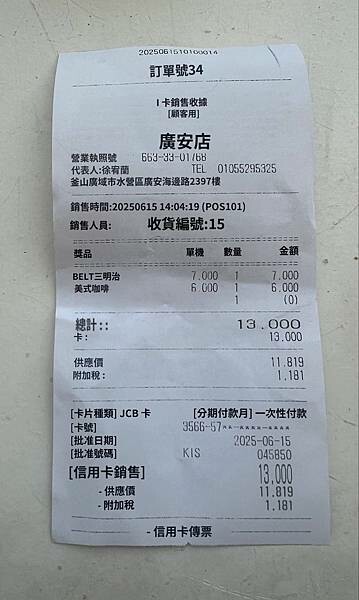 2025061510100014
訂單號34
I 卡銷售收據
[顧客用]
廣安店
營業執照號 663-33-01768
代表人:徐宥蘭 TEL 01055295325
釜山廣域市水營區廣安海邊路2397樓
銷售時間:20250615 14:04:19 (POS101)
銷售人員: 收貨編號:15
獎品 單機 數量 金額
BELT三明治 7.000 1 7.000
美式咖啡 6.000 1 6.000
1 (0)
總計:: 13.000
卡: 13.000
供應價 11.819
附加稅: 1.181
[卡片種類] JCB 卡 [分期付款月] 一次性付款
[卡號] 3566-57
[批准日期] 2025-06-15
[批准號碼] KIS 045850
[信用卡銷售] 13,000
- 供應價 11.819
- 附加稅 1.181
- 信用卡傳票